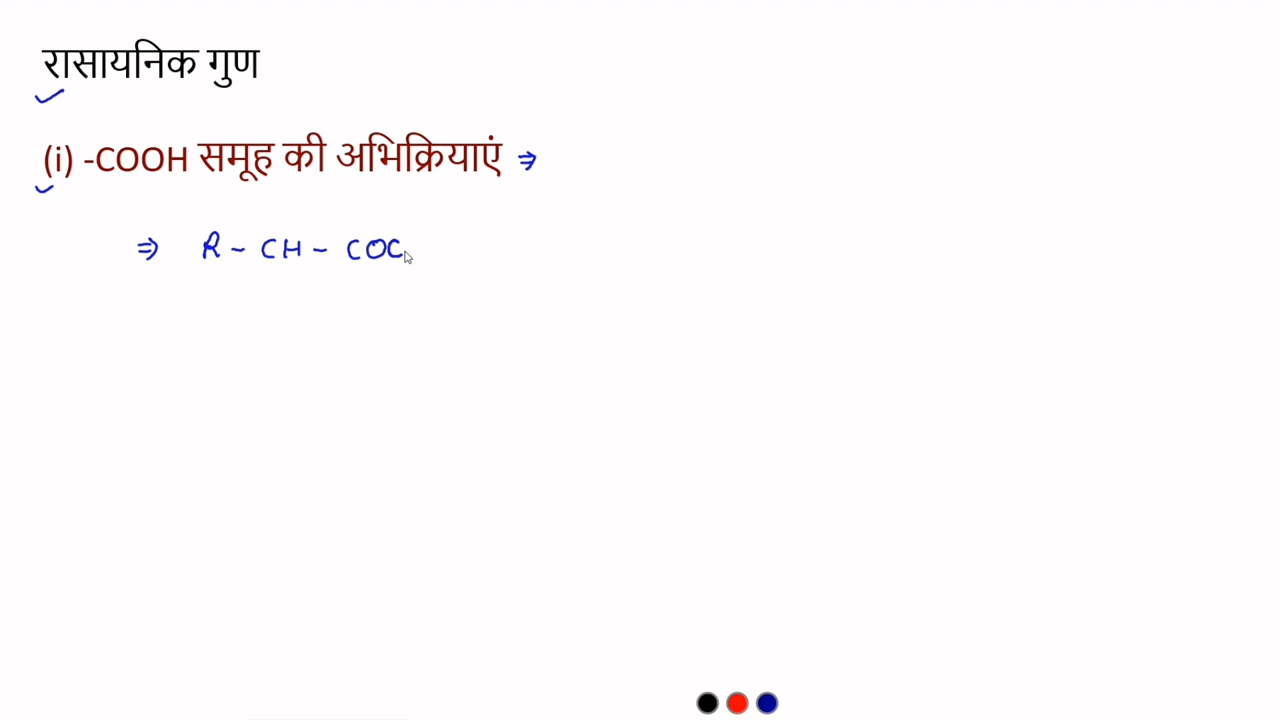 रासायनिक गुण
(i) -COOH समूह की अभिक्रियाएं ⇒
⇒ R - CH - COC